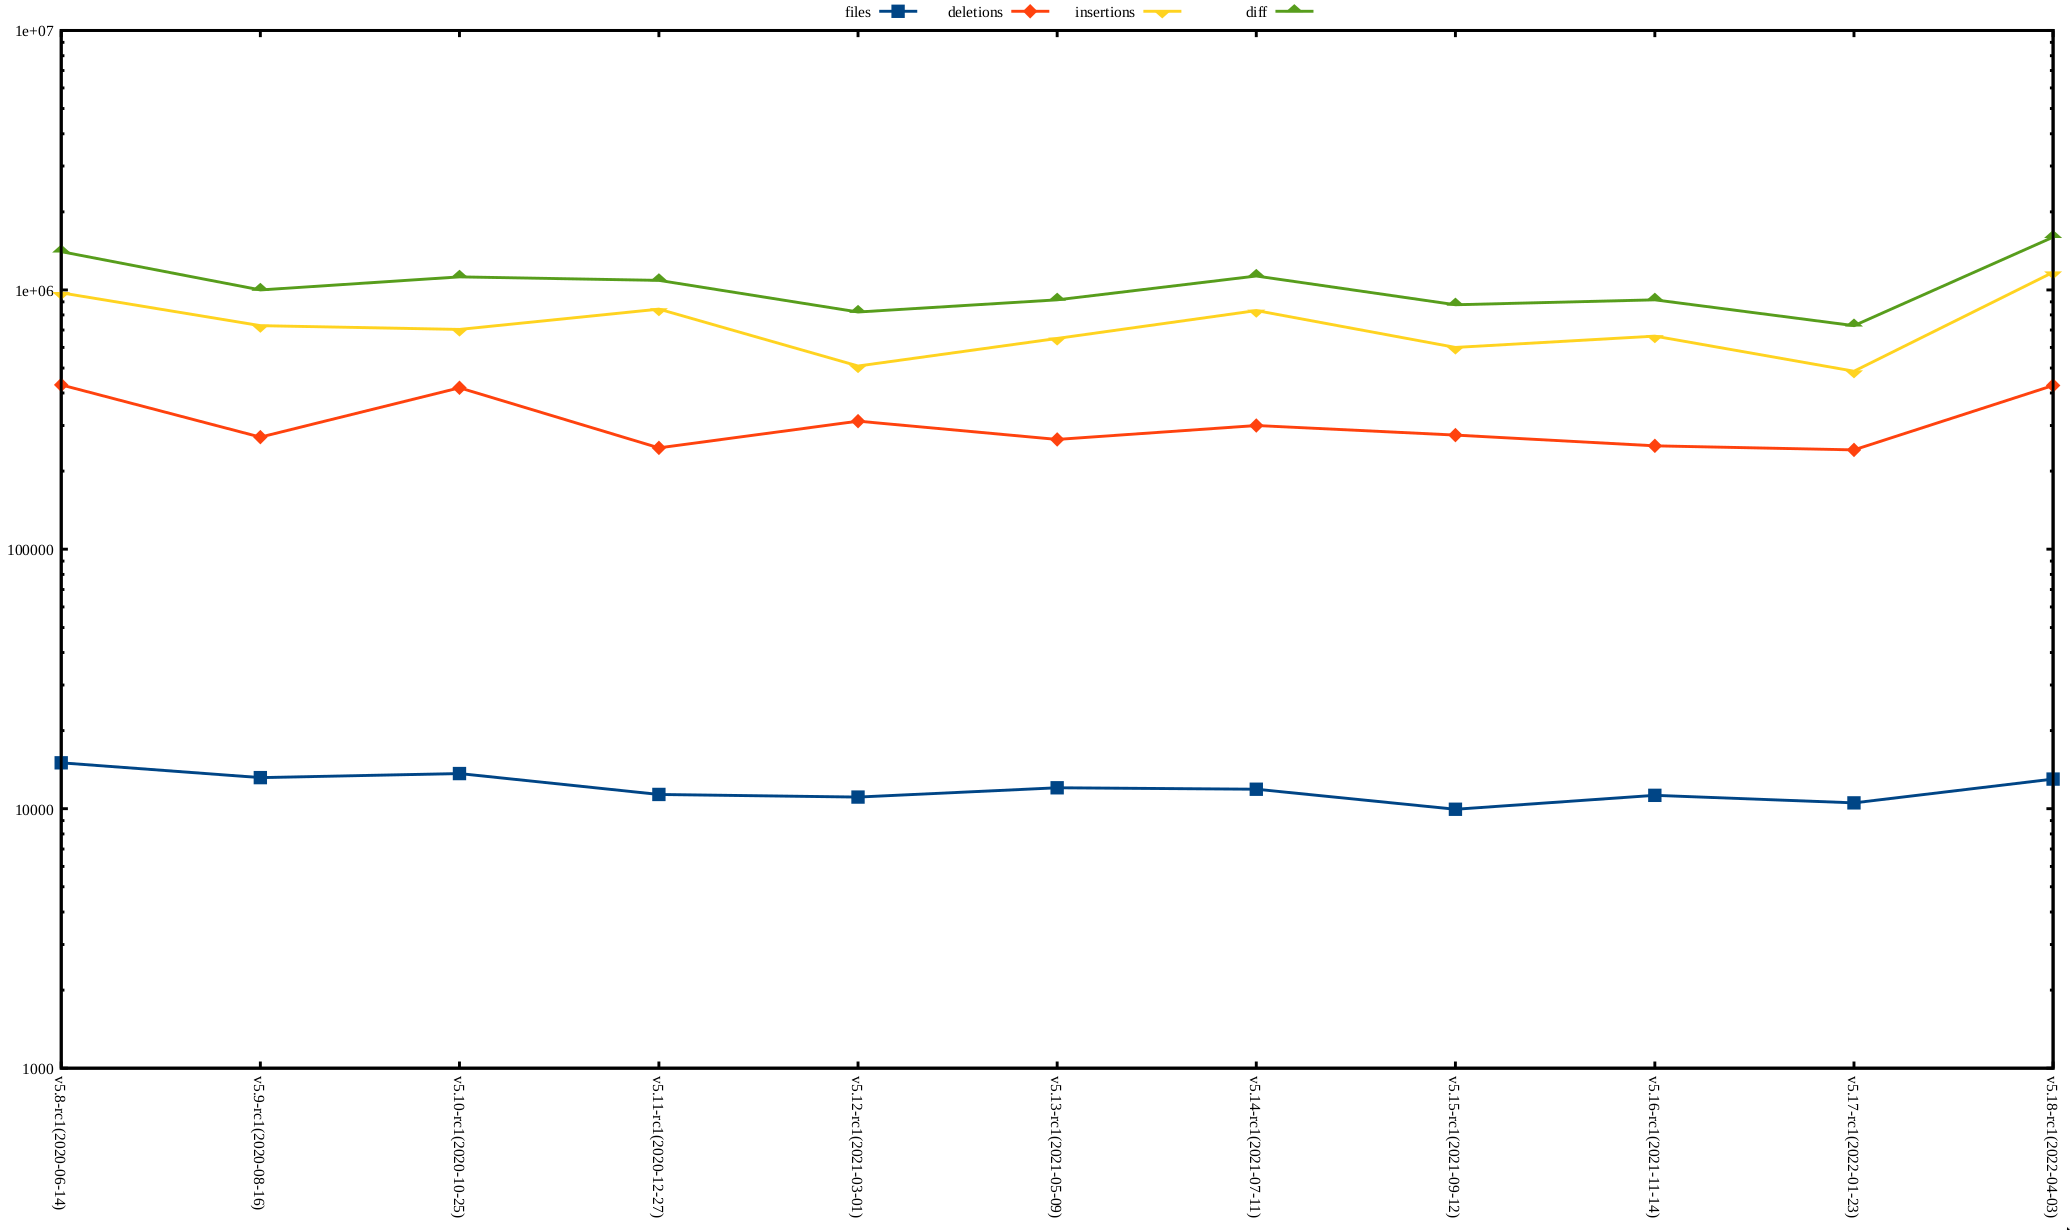 files deletions insertions diff
1e+07
1e+06
100000
10000
1000
v5.8-rc1(2020-06-14)
v5.9-rc1(2020-08-16)
v5.10-rc1(2020-10-25)
v5.11-rc1(2020-12-27)
v5.12-rc1(2021-03-01)
v5.13-rc1(2021-05-09)
v5.14-rc1(2021-07-11)
v5.15-rc1(2021-09-12)
v5.16-rc1(2021-11-14)
v5.17-rc1(2022-01-23)
v5.18-rc1(2022-04-03)